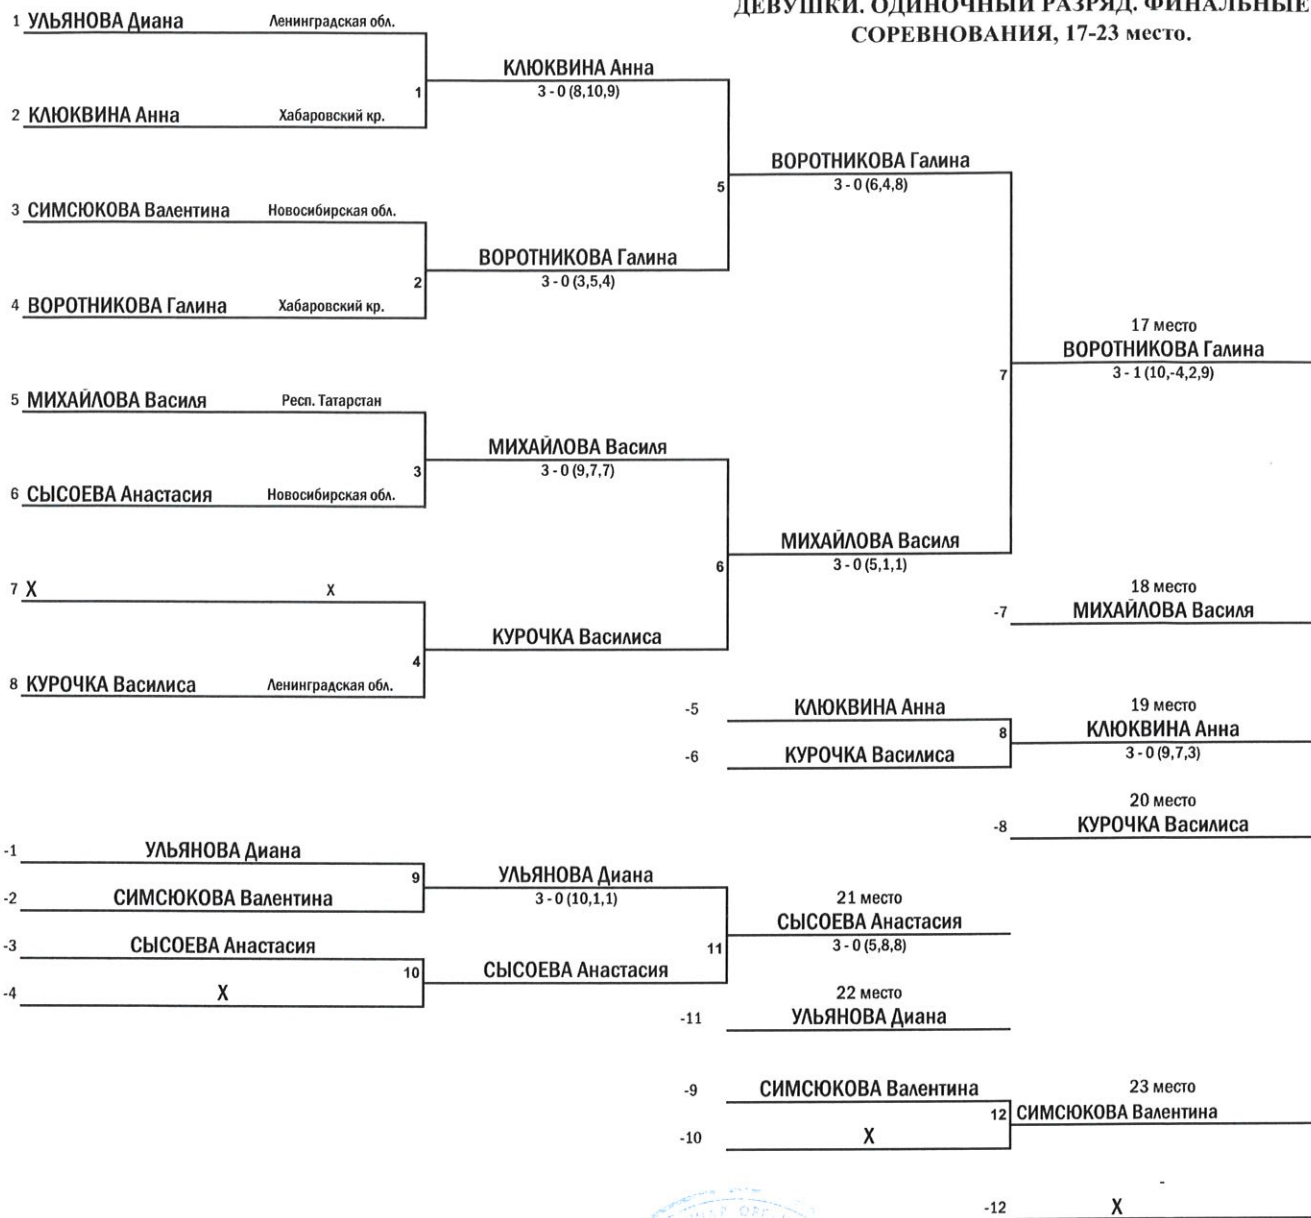 ДЕВУШКИ. ОДИНОЧНЫЙ РАЗРЯД. ФИНАЛЬНЫЕ
СОРЕВНОВАНИЯ, 17-23 место.
1 УЛЬЯНОВА Диана Ленинградская обл.
КЛЮКВИНА Анна
1
3 - 0 (8,10,9)
2 КЛЮКВИНА Анна Хабаровский кр.
ВОРОТНИКОВА Галина
5
3 - 0 (6,4,8)
3 СИМСЮКОВА Валентина Новосибирская обл.
ВОРОТНИКОВА Галина
2
3 - 0 (3,5,4)
4 ВОРОТНИКОВА Галина Хабаровский кр.
17 место
ВОРОТНИКОВА Галина
7
3 - 1 (10,-4,2,9)
5 МИХАЙЛОВА Василя Респ. Татарстан
МИХАЙЛОВА Василя
3
3 - 0 (9,7,7)
6 СЫСОЕВА Анастасия Новосибирская обл.
МИХАЙЛОВА Василя
6
3 - 0 (5,1,1)
7 X X
18 место
-7 МИХАЙЛОВА Василя
КУРОЧКА Василиса
4
8 КУРОЧКА Василиса Ленинградская обл.
-5 КЛЮКВИНА Анна
19 место
8
КЛЮКВИНА Анна
3 - 0 (9,7,3)
-6 КУРОЧКА Василиса
20 место
-8 КУРОЧКА Василиса
-1 УЛЬЯНОВА Диана
9
УЛЬЯНОВА Диана
3 - 0 (10,1,1)
-2 СИМСЮКОВА Валентина
21 место
СЫСОЕВА Анастасия
11
3 - 0 (5,8,8)
-3 СЫСОЕВА Анастасия
10
СЫСОЕВА Анастасия
-4 X
22 место
-11 УЛЬЯНОВА Диана
-9 СИМСЮКОВА Валентина
23 место
12 СИМСЮКОВА Валентина
-10 X
-
-12 X